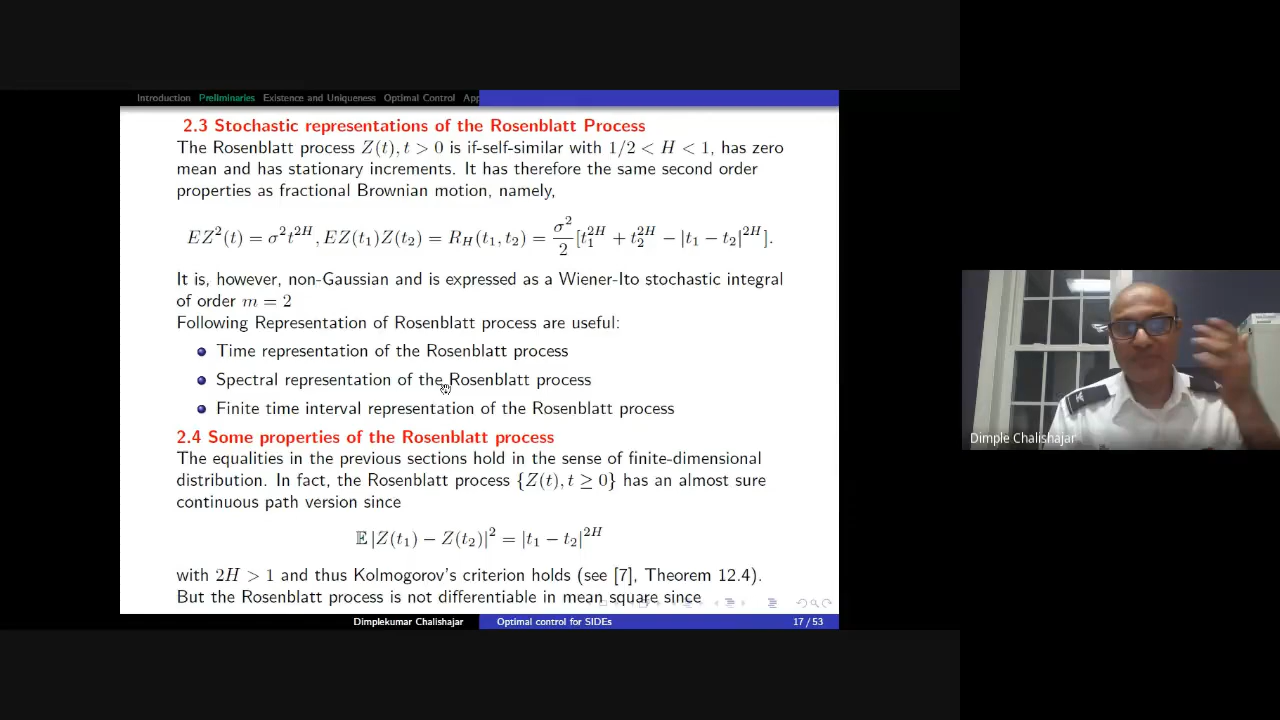 Introduction Preliminaries Existence and Uniqueness Optimal Control App
2.3 Stochastic representations of the Rosenblatt Process
The Rosenblatt process Z(t), t > 0 is if-self-similar with 1/2 < H < 1, has zero
mean and has stationary increments. It has therefore the same second order
properties as fractional Brownian motion, namely,
EZ²(t) = σ²t^{2H}, EZ(t₁)Z(t₂) = R_H(t₁, t₂) = σ²/2 [t₁^{2H} + t₂^{2H} − |t₁ − t₂|^{2H}].
It is, however, non-Gaussian and is expressed as a Wiener-Ito stochastic integral
of order m = 2
Following Representation of Rosenblatt process are useful:
Time representation of the Rosenblatt process
Spectral representation of the Rosenblatt process
Finite time interval representation of the Rosenblatt process
2.4 Some properties of the Rosenblatt process
The equalities in the previous sections hold in the sense of finite-dimensional
distribution. In fact, the Rosenblatt process {Z(t), t ≥ 0} has an almost sure
continuous path version since
𝔼 |Z(t₁) − Z(t₂)|² = |t₁ − t₂|^{2H}
with 2H > 1 and thus Kolmogorov's criterion holds (see [7], Theorem 12.4).
But the Rosenblatt process is not differentiable in mean square since
Dimplekumar Chalishajar Optimal control for SIDEs 17 / 53
Dimple Chalishajar